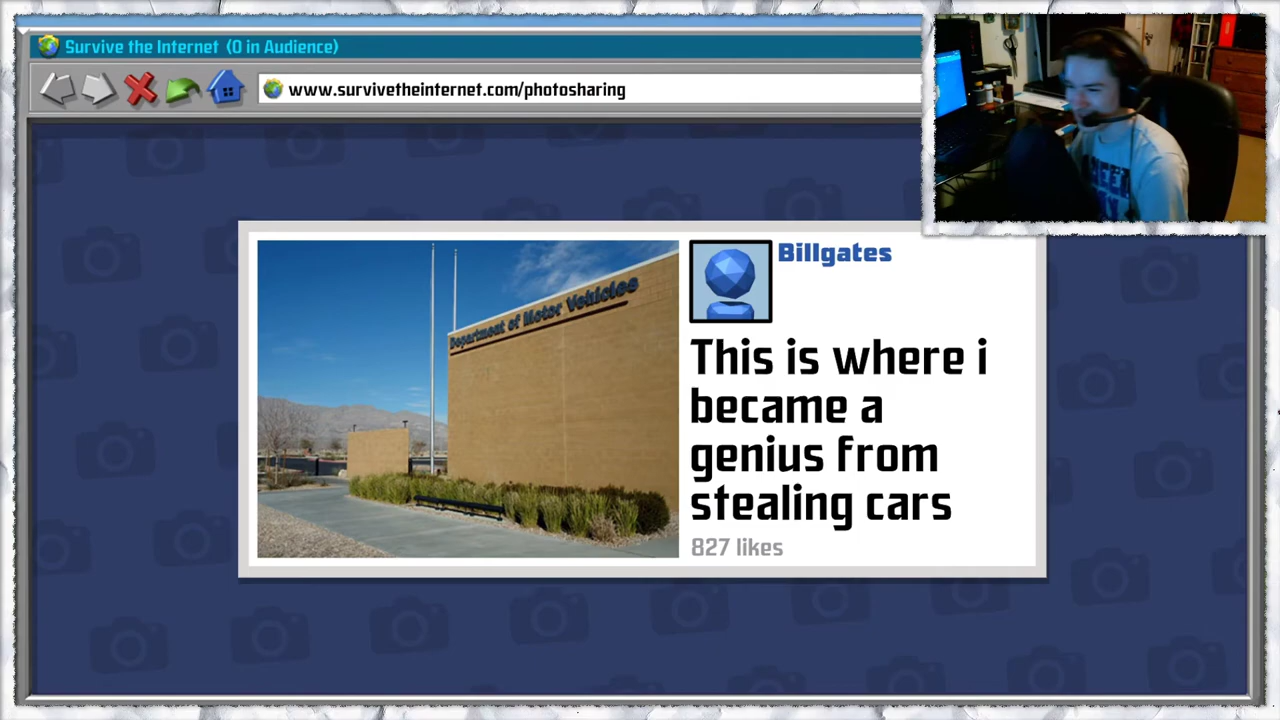 Survive the Internet (0 in Audience)
www.survivetheinternet.com/photosharing
Department of Motor Vehicles
Billgates
This is where i
became a
genius from
stealing cars
827 likes